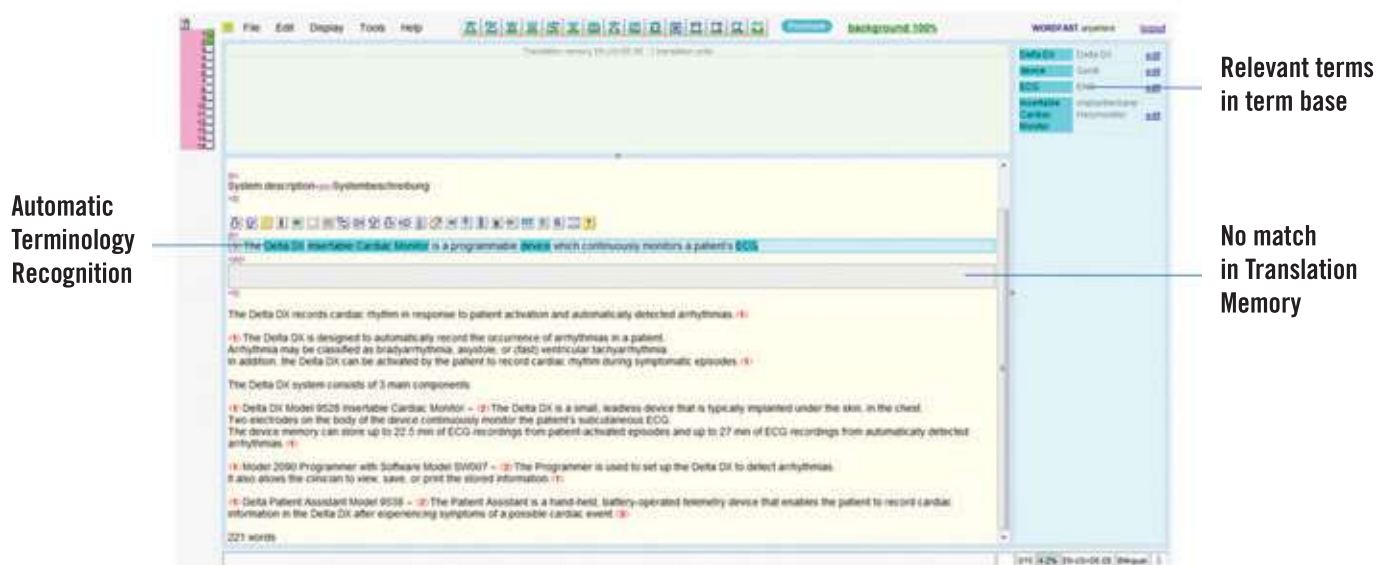 File Edit Display Tools Help
background 100%
WORDFAST anywhere
logout
Delta DX Delta DX edit
device Gerät edit
ECG EKG edit
Insertable
Cardiac
Monitor
edit
Relevant terms
in term base
System description
Systembeschreibung
Automatic
Terminology
Recognition
The Delta DX Insertable Cardiac Monitor is a programmable device which continuously monitors a patient's ECG.
No match
in Translation
Memory
The Delta DX records cardiac rhythm in response to patient activation and automatically detected arrhythmias.
The Delta DX is designed to automatically record the occurrence of arrhythmias in a patient.
Arrhythmia may be classified as bradyarrhythmia, asystole, or (fast) ventricular tachyarrhythmia.
In addition, the Delta DX can be activated by the patient to record cardiac rhythm during symptomatic episodes.
The Delta DX system consists of 3 main components:
Delta DX Model 9528 Insertable Cardiac Monitor – The Delta DX is a small, leadless device that is typically implanted under the skin, in the chest.
Two electrodes on the body of the device continuously monitor the patient's subcutaneous ECG.
The device memory can store up to 22.5 min of ECG recordings from patient-activated episodes and up to 27 min of ECG recordings from automatically detected
arrhythmias.
Model 2090 Programmer with Software Model SW007 – The Programmer is used to set up the Delta DX to detect arrhythmias.
It also allows the clinician to view, save, or print the stored information.
Delta Patient Assistant Model 9538 – The Patient Assistant is a hand-held, battery-operated telemetry device that enables the patient to record cardiac
information in the Delta DX after experiencing symptoms of a possible cardiac event.
221 words